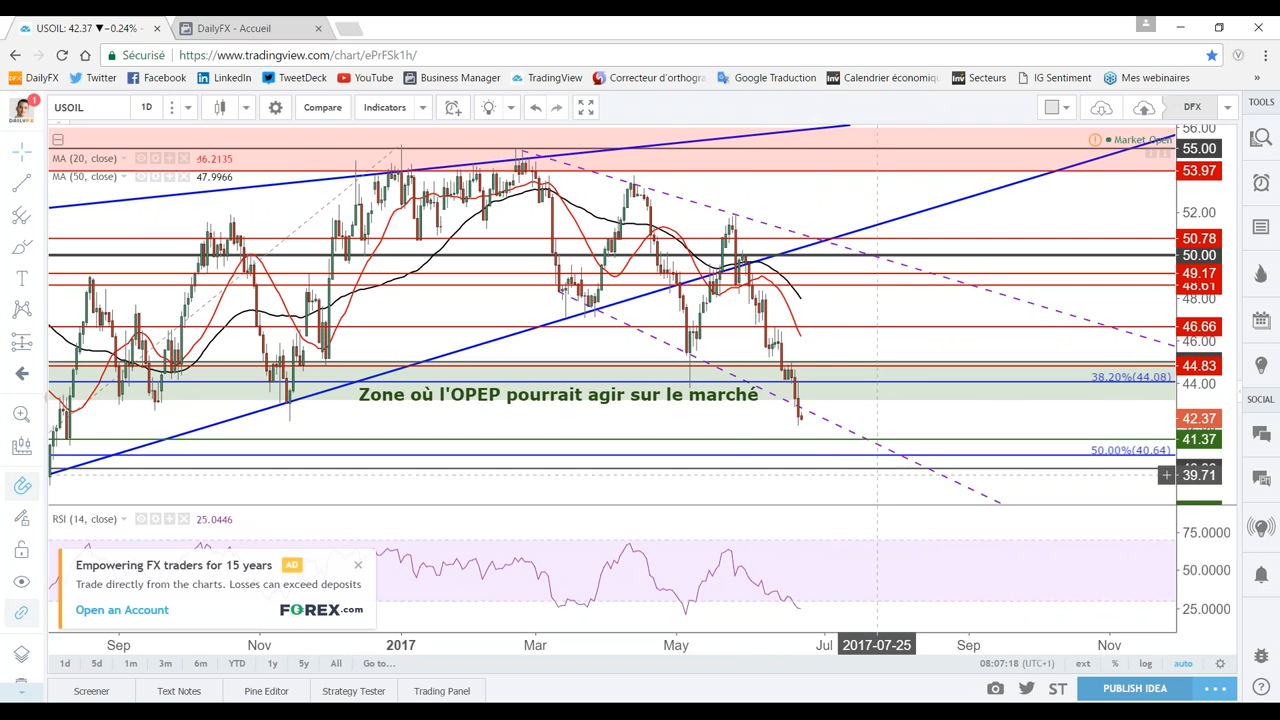 USOIL: 42.37 ▼−0.24% -
DailyFX - Accueil
Sécurisé
https://www.tradingview.com/chart/ePrFSk1h/
DailyFX
Twitter
Facebook
LinkedIn
TweetDeck
YouTube
Business Manager
TradingView
Correcteur d'orthogra
Google Traduction
Calendrier économiqu
Secteurs
IG Sentiment
Mes webinaires
»
USOIL
1D
Compare
Indicators
DFX
TOOLS
1
DAILYFX
Market Open
MA (20, close)
46.2135
MA (50, close)
47.9966
56.00
55.00
53.97
52.00
50.78
50.00
49.17
48.61
48.00
46.66
46.00
44.83
38.20%(44.08)
44.00
Zone où l'OPEP pourrait agir sur le marché
SOCIAL
42.37
41.37
50.00%(40.64)
39.71
RSI (14, close)
25.0446
75.0000
50.0000
25.0000
Empowering FX traders for 15 years AD
Trade directly from the charts. Losses can exceed deposits
Open an Account
FOREX.com
Sep
Nov
2017
Mar
May
Jul
2017-07-25
Sep
Nov
1d
5d
1m
3m
6m
YTD
1y
5y
All
Go to...
08:07:18 (UTC+1)
ext
%
log
auto
Screener
Text Notes
Pine Editor
Strategy Tester
Trading Panel
ST
PUBLISH IDEA